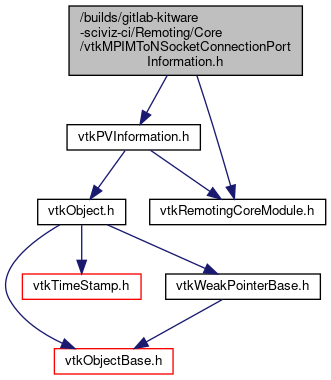 /builds/gitlab-kitware
-sciviz-ci/Remoting/Core
/vtkMPIMToNSocketConnectionPort
Information.h
vtkPVInformation.h
vtkObject.h
vtkRemotingCoreModule.h
vtkTimeStamp.h
vtkWeakPointerBase.h
vtkObjectBase.h